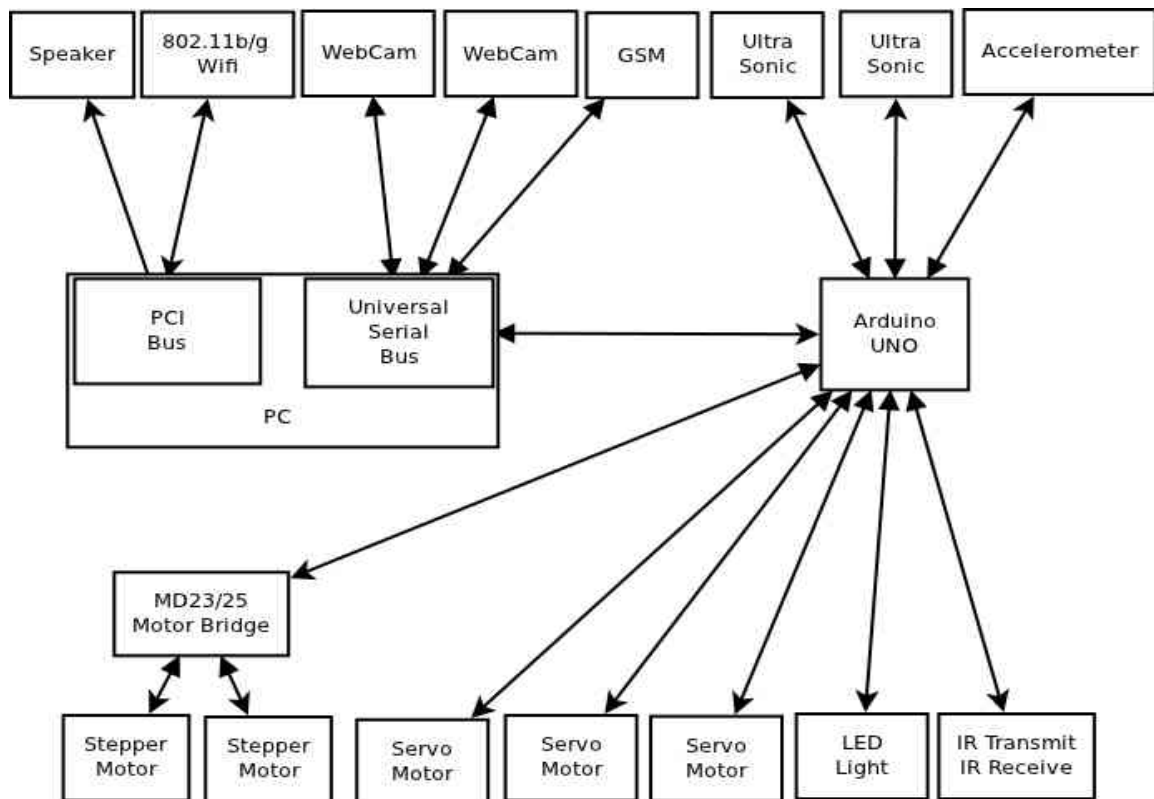 Speaker
802.11b/g
Wifi
WebCam
WebCam
GSM
Ultra
Sonic
Ultra
Sonic
Accelerometer
PCI
Bus
Universal
Serial
Bus
PC
Arduino
UNO
MD23/25
Motor Bridge
Stepper
Motor
Stepper
Motor
Servo
Motor
Servo
Motor
Servo
Motor
LED
Light
IR Transmit
IR Receive